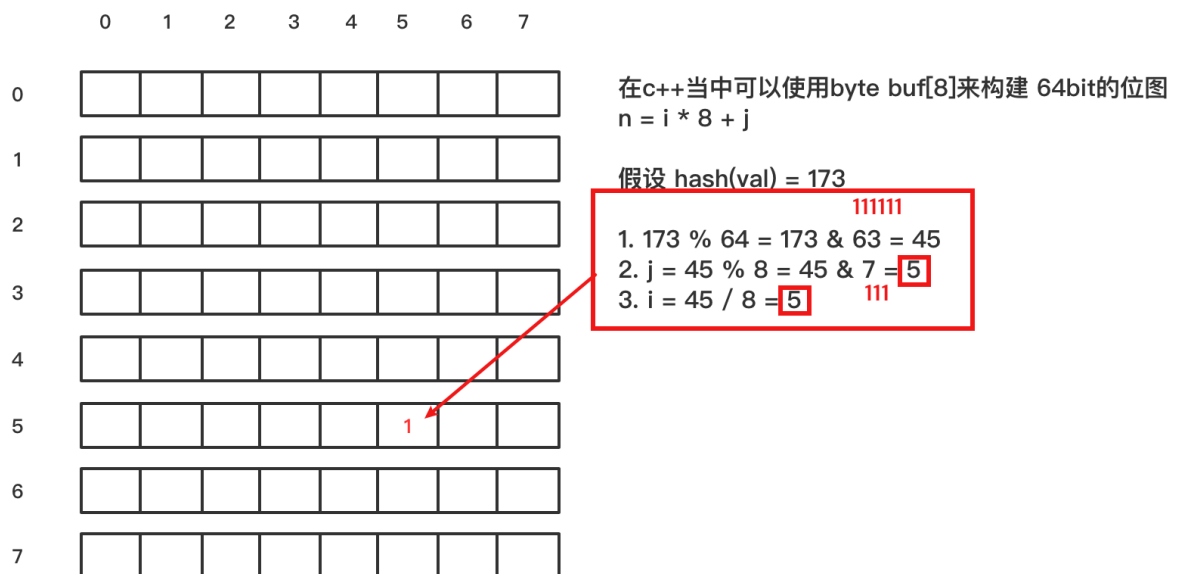 0 1 2 3 4 5 6 7
在c++当中可以使用byte buf[8]来构建 64bit的位图
n = i * 8 + j
0
1
假设 hash(val) = 173
111111
2
1. 173 % 64 = 173 & 63 = 45
2. j = 45 % 8 = 45 & 7 = 5
111
3
3. i = 45 / 8 = 5
4
5
1
6
7